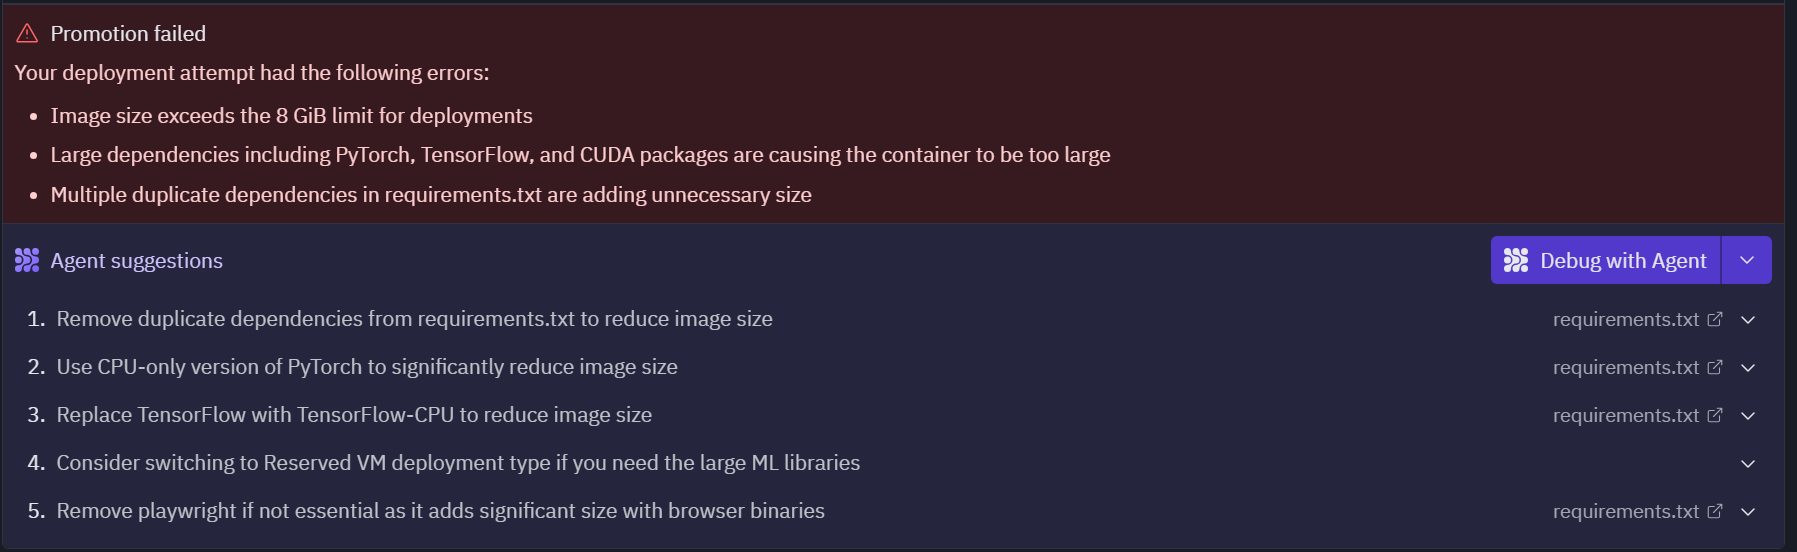 Promotion failed
Your deployment attempt had the following errors:
• Image size exceeds the 8 GiB limit for deployments
• Large dependencies including PyTorch, TensorFlow, and CUDA packages are causing the container to be too large
• Multiple duplicate dependencies in requirements.txt are adding unnecessary size
Agent suggestions
Debug with Agent
1. Remove duplicate dependencies from requirements.txt to reduce image size requirements.txt
2. Use CPU-only version of PyTorch to significantly reduce image size requirements.txt
3. Replace TensorFlow with TensorFlow-CPU to reduce image size requirements.txt
4. Consider switching to Reserved VM deployment type if you need the large ML libraries
5. Remove playwright if not essential as it adds significant size with browser binaries requirements.txt